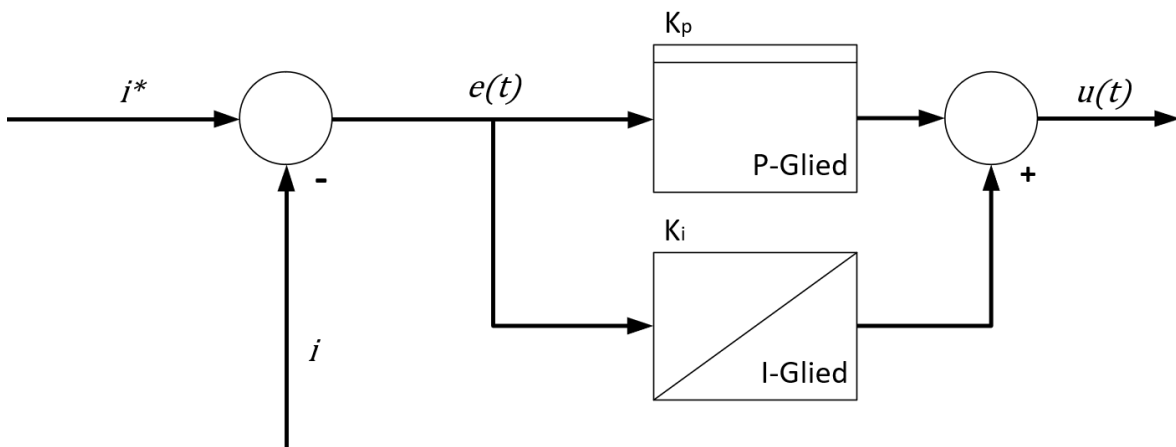 i*
e(t)
Kp
P-Glied
u(t)
-
+
Ki
I-Glied
i